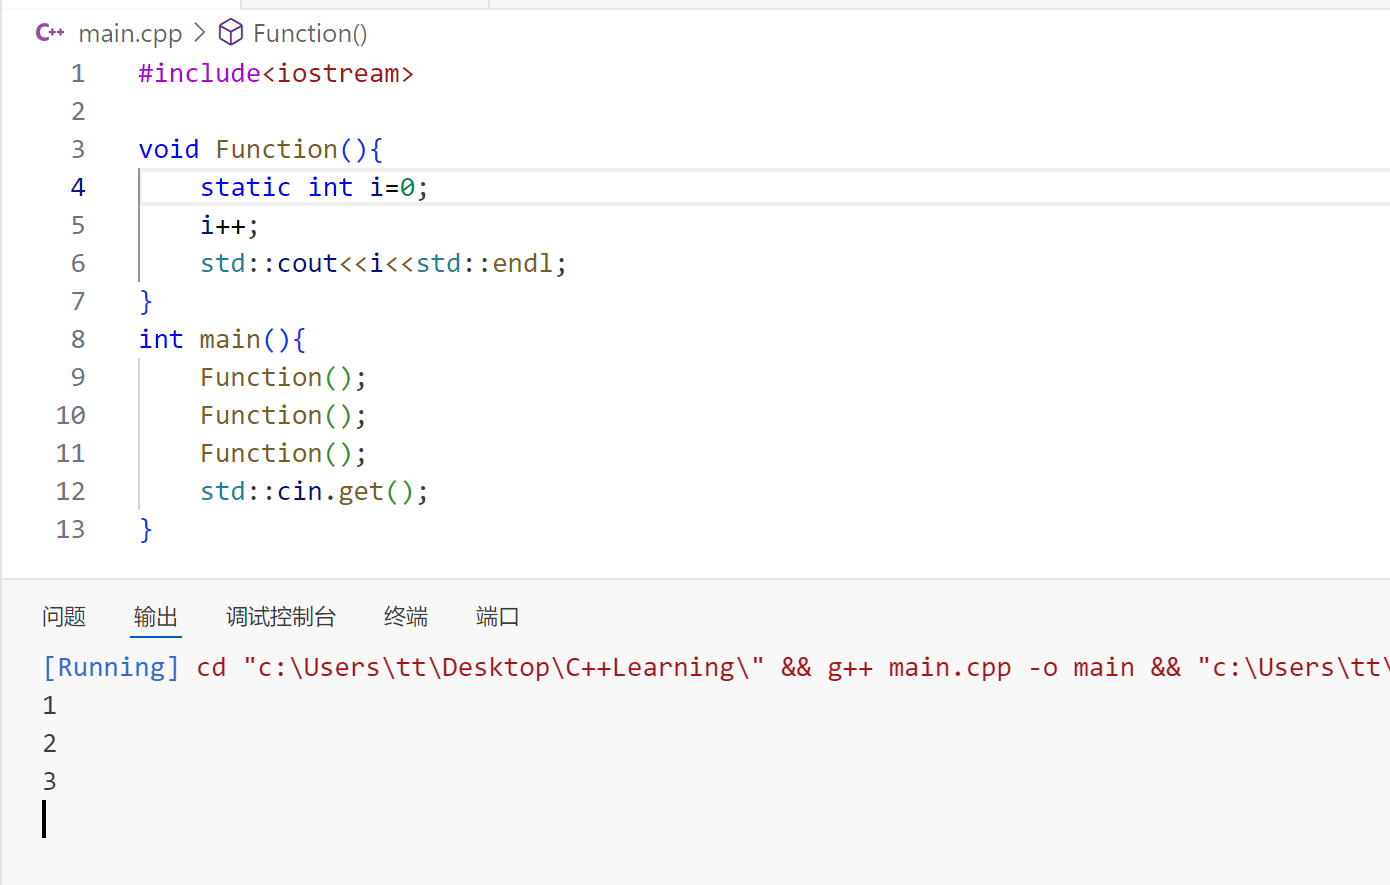 C++ main.cpp > Function()
1 #include<iostream>
2
3 void Function(){
4     static int i=0;
5     i++;
6     std::cout<<i<<std::endl;
7 }
8 int main(){
9     Function();
10     Function();
11     Function();
12     std::cin.get();
13 }
问题 输出 调试控制台 终端 端口
[Running] cd "c:\Users\tt\Desktop\C++Learning\" && g++ main.cpp -o main && "c:\Users\tt\
1
2
3